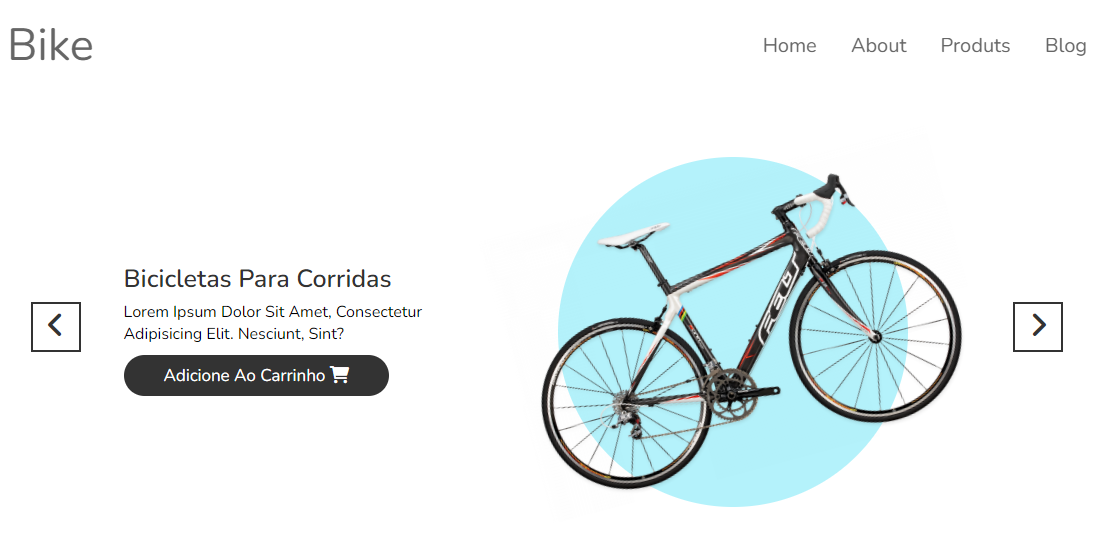 Bike
Home About Produts Blog
Bicicletas Para Corridas
Lorem Ipsum Dolor Sit Amet, Consectetur
Adipisicing Elit. Nesciunt, Sint?
Adicione Ao Carrinho